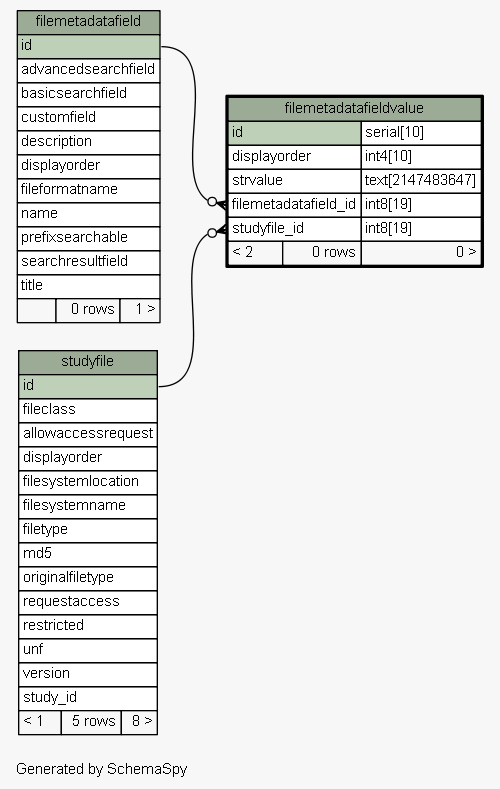 filemetadatafield
id
advancedsearchfield
basicsearchfield
customfield
description
displayorder
fileformatname
name
prefixsearchable
searchresultfield
title
0 rows 1 >
filemetadatafieldvalue
id serial[10]
displayorder int4[10]
strvalue text[2147483647]
filemetadatafield_id int8[19]
studyfile_id int8[19]
< 2 0 rows 0 >
studyfile
id
fileclass
allowaccessrequest
displayorder
filesystemlocation
filesystemname
filetype
md5
originalfiletype
requestaccess
restricted
unf
version
study_id
< 1 5 rows 8 >
Generated by SchemaSpy